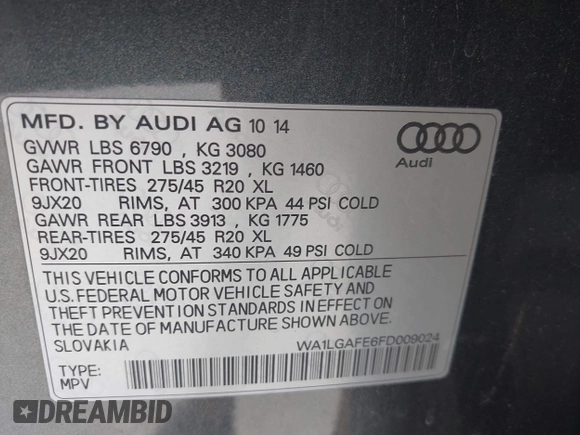 MFD. BY AUDI AG 10 14
GVWR LBS 6790 , KG 3080
GAWR FRONT LBS 3219 , KG 1460
FRONT-TIRES 275/45 R20 XL
9JX20 RIMS, AT 300 KPA 44 PSI COLD
GAWR REAR LBS 3913 , KG 1775
REAR-TIRES 275/45 R20 XL
9JX20 RIMS, AT 340 KPA 49 PSI COLD
Audi
THIS VEHICLE CONFORMS TO ALL APPLICABLE
U.S. FEDERAL MOTOR VEHICLE SAFETY AND
THEFT PREVENTION STANDARDS IN EFFECT ON
THE DATE OF MANUFACTURE SHOWN ABOVE.
SLOVAKIA WA1LGAFE6FD009024
TYPE:
MPV
DREAMBID